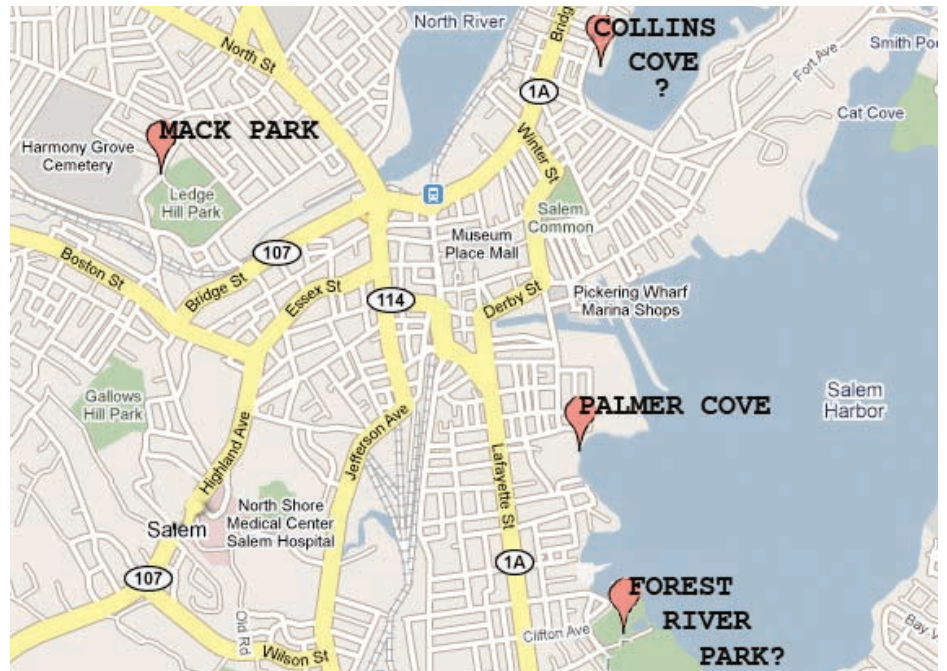 North River
Bridg
COLLINS
COVE
?
North St
1A
Fort Ave
Smith Poo
Cat Cove
MACK PARK
Harmony Grove
Cemetery
Winter St
Ledge
Hill Park
Salem
Common
Museum
Place Mall
107
Boston St
Bridge St
Essex St
114
Derby St
Pickering Wharf
Marina Shops
Salem
Harbor
Gallows
Hill Park
PALMER COVE
Highland Ave
Jefferson Ave
Lafayette St
North Shore
Medical Center
Salem Hospital
Salem
1A
107
FOREST
RIVER
PARK?
Old Rd
Clifton Ave
Wilson St
Bay V